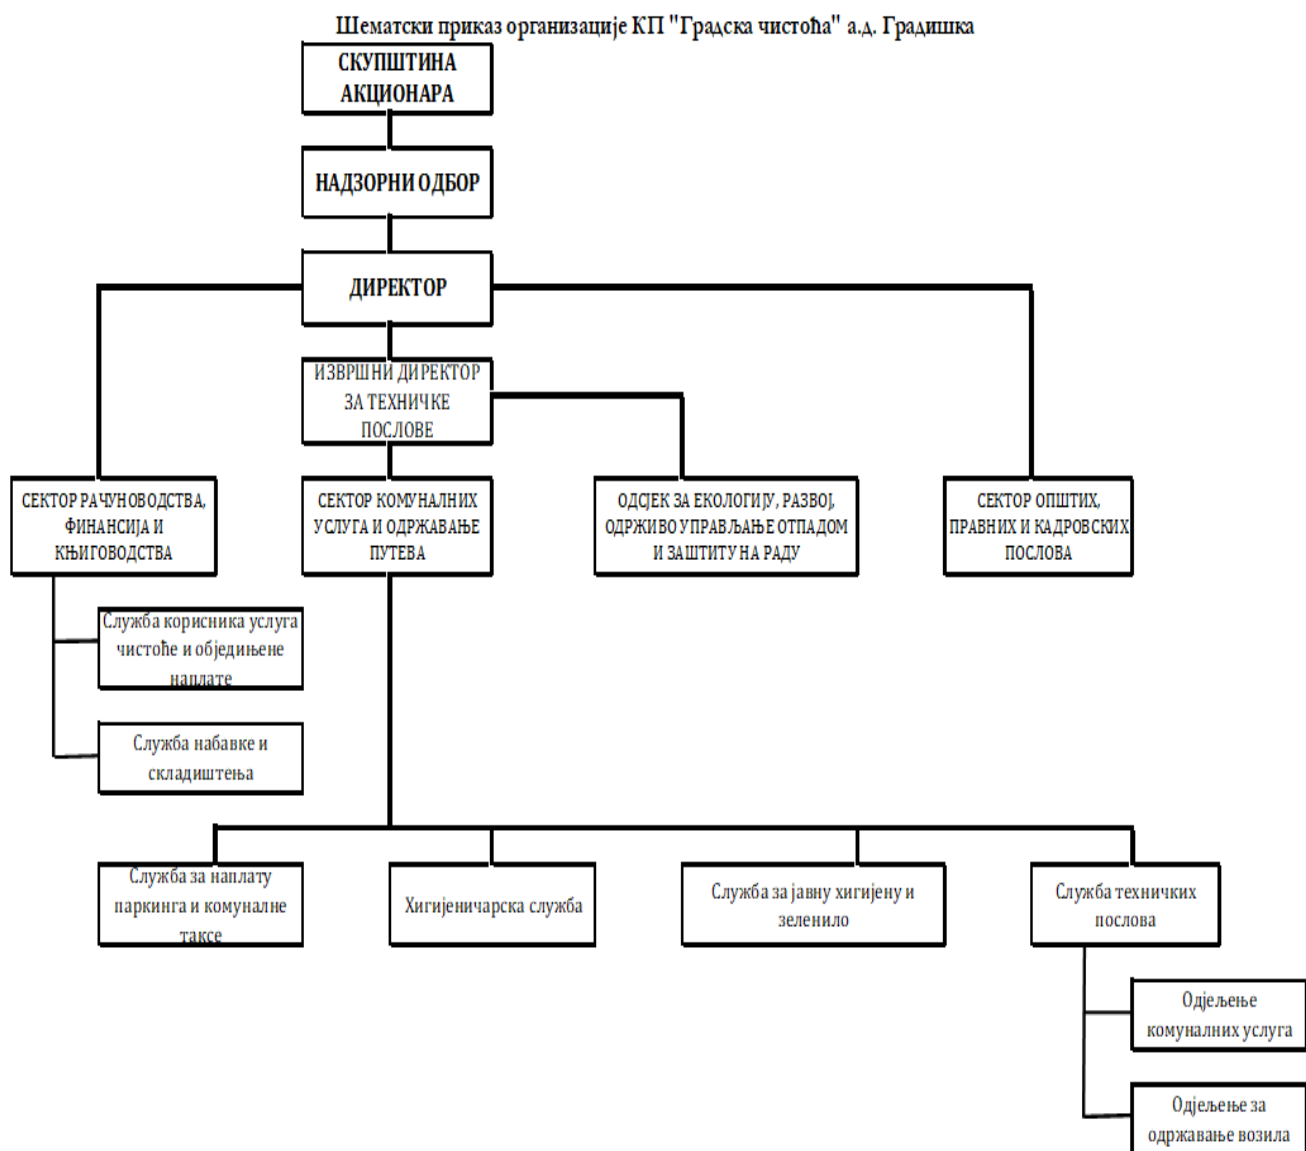 Шематски приказ организације КП "Градска чистоћа" а.д. Градишка
СКУПШТИНА
АКЦИОНАРА
НАДЗОРНИ ОДБОР
ДИРЕКТОР
ИЗВРШНИ ДИРЕКТОР
ЗА ТЕХНИЧКЕ
ПОСЛОВЕ
СЕКТОР РАЧУНОВОДСТВА,
ФИНАНСИЈА И
КЊИГОВОДСТВА
СЕКТОР КОМУНАЛНИХ
УСЛУГА И ОДРЖАВАЊЕ
ПУТЕВА
ОДСЈЕК ЗА ЕКОЛОГИЈУ, РАЗВОЈ,
ОДРЖИВО УПРАВЉАЊЕ ОТПАДОМ
И ЗАШТИТУ НА РАДУ
СЕКТОР ОПШТИХ,
ПРАВНИХ И КАДРОВСКИХ
ПОСЛОВА
Служба корисника услуга
чистоће и обједињене
наплате
Служба набавке и
складиштења
Служба за наплату
паркинга и комуналне
таксе
Хигијеничарска служба
Служба за јавну хигијену и
зеленило
Служба техничких
послова
Одјељење
комуналних услуга
Одјељење за
одржавање возила